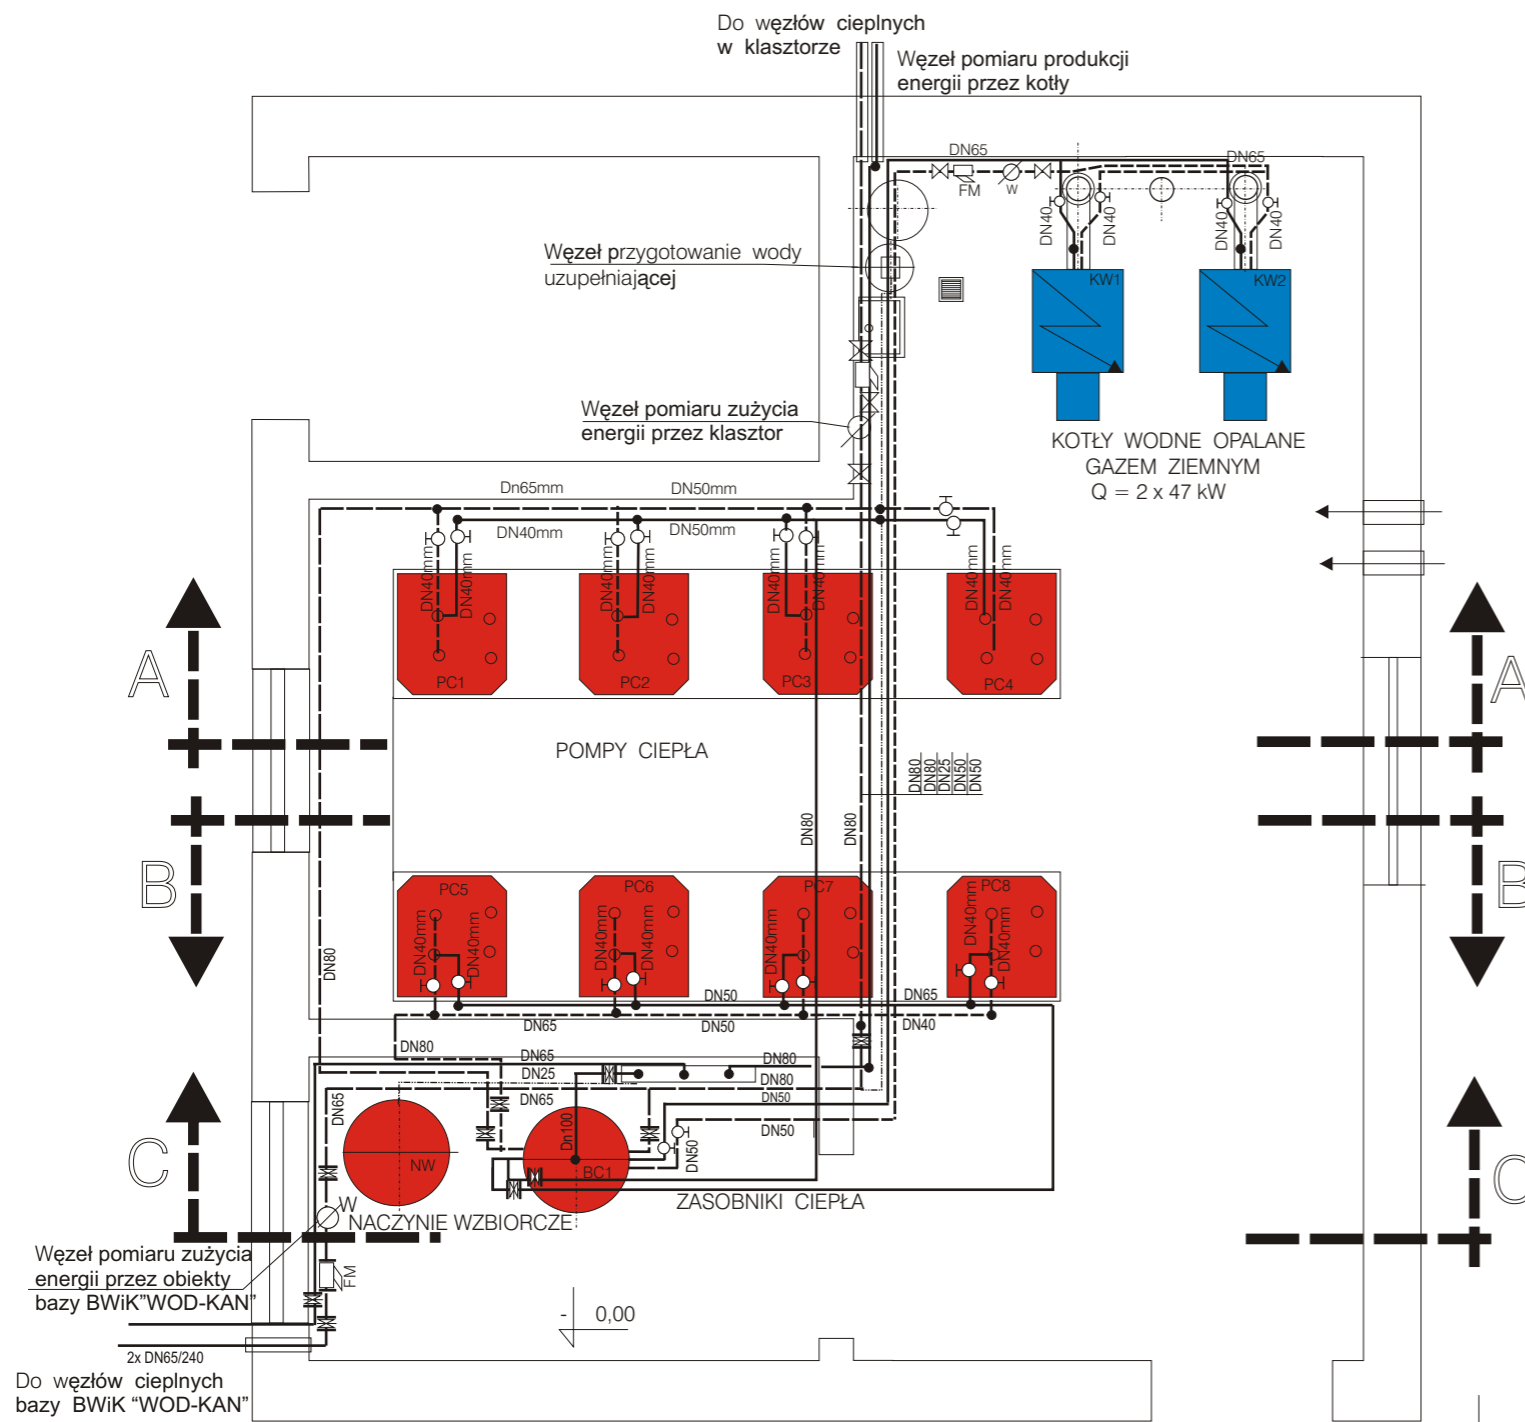 Do węzłów cieplnych
w klasztorze
Węzeł pomiaru produkcji
energii przez kotły
DN65
DN65
FM
W
DN40
DN40
DN40
DN40
Węzeł przygotowanie wody
uzupełniającej
KW1
KW2
Węzeł pomiaru zużycia
energii przez klasztor
KOTŁY WODNE OPALANE
GAZEM ZIEMNYM
Q = 2 x 47 kW
Dn65mm
DN50mm
DN40mm
DN50mm
DN40mm
DN40mm
DN40mm
DN40mm
DN40mm
DN40mm
DN40mm
DN40mm
PC1
PC2
PC3
PC4
A
A
POMPY CIEPŁA
DN80
DN80
DN25
DN50
DN50
DN80
DN80
B
B
PC5
PC6
PC7
PC8
DN40mm
DN40mm
DN40mm
DN40mm
DN40mm
DN40mm
DN40mm
DN80
DN50
DN65
DN65
DN50
DN40
DN80
DN65
DN80
DN25
DN80
DN65
DN65
DN50
DN50
DN50
Dn100
C
C
NW
BC1
ZASOBNIKI CIEPŁA
W
NACZYNIE WZBIORCZE
Węzeł pomiaru zużycia
energii przez obiekty
bazy BWiK"WOD-KAN"
FM
- 0,00
2x DN65/240
Do węzłów cieplnych
bazy BWiK “WOD-KAN”